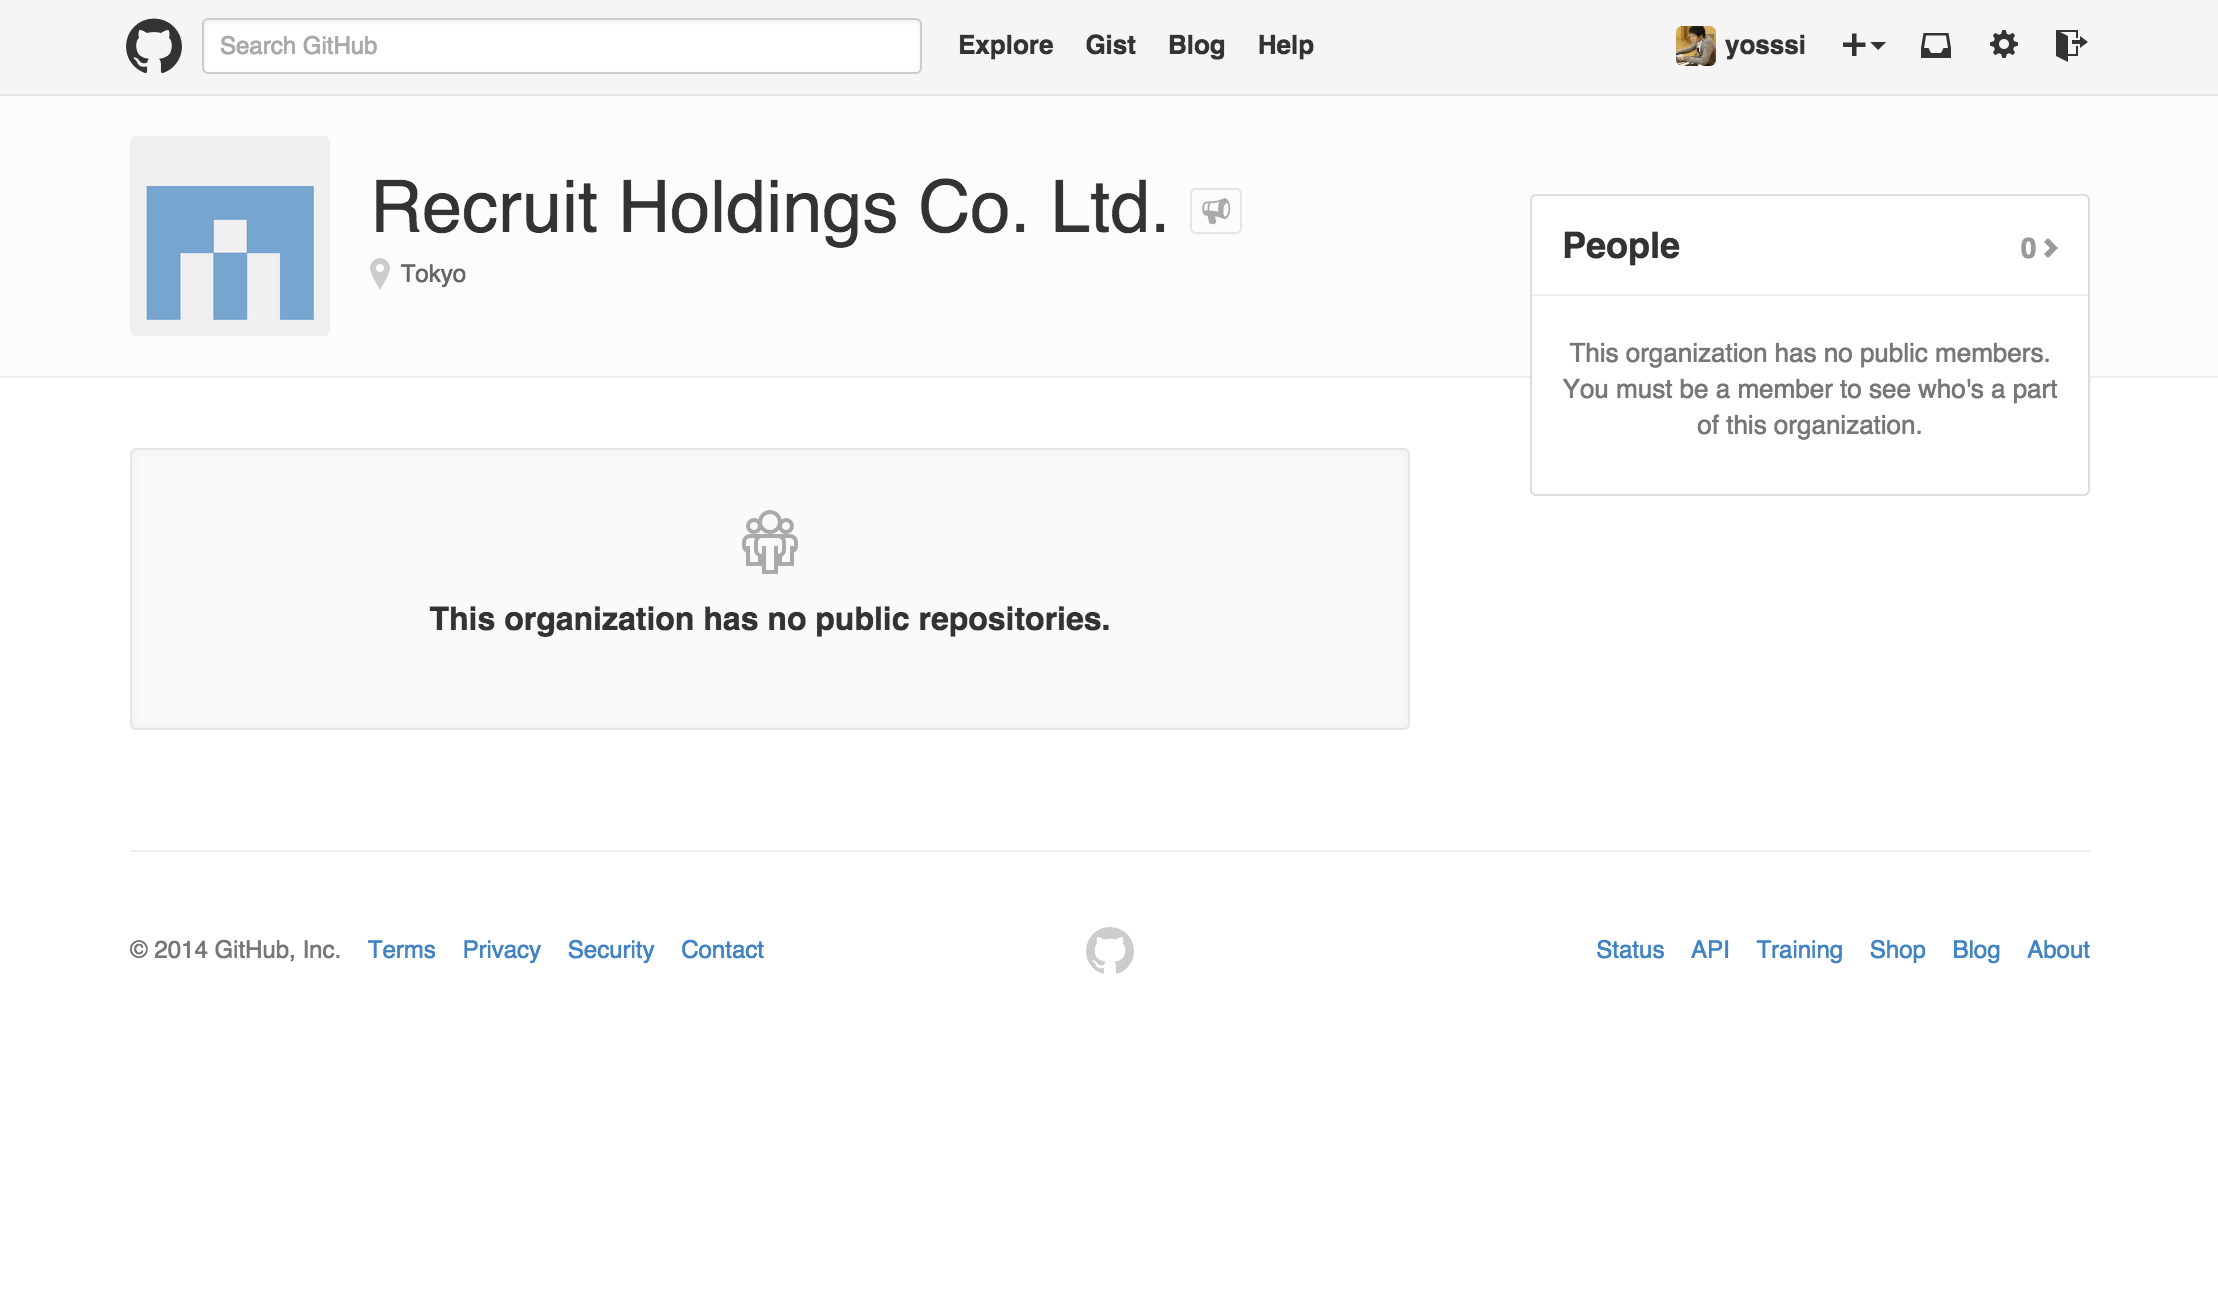 Search GitHub Explore Gist Blog Help yosssi
Recruit Holdings Co. Ltd.
Tokyo
People 0
This organization has no public members.
You must be a member to see who's a part
of this organization.
This organization has no public repositories.
© 2014 GitHub, Inc. Terms Privacy Security Contact Status API Training Shop Blog About